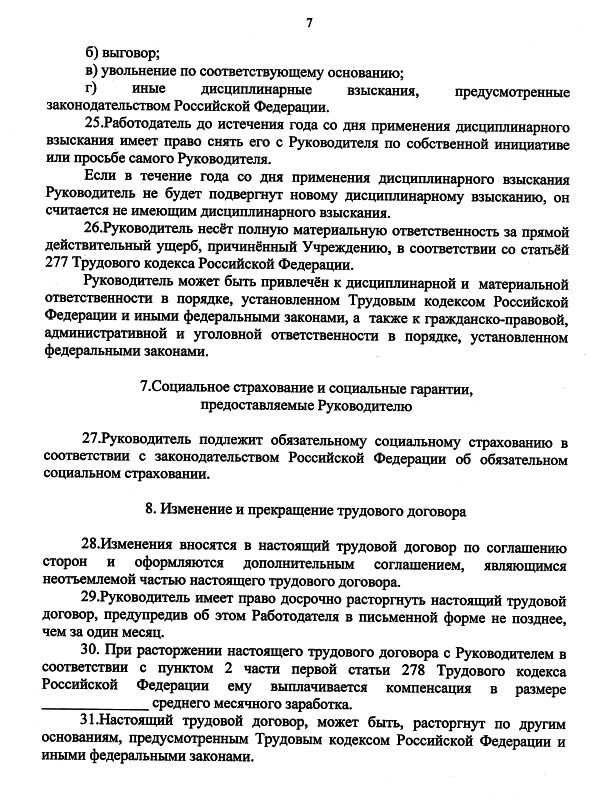 7
б) выговор;
в) увольнение по соответствующему основанию;
г) иные дисциплинарные взыскания, предусмотренные
законодательством Российской Федерации.
25.Работодатель до истечения года со дня применения дисциплинарного
взыскания имеет право снять его с Руководителя по собственной инициативе
или просьбе самого Руководителя.
Если в течение года со дня применения дисциплинарного взыскания
Руководитель не будет подвергнут новому дисциплинарному взысканию, он
считается не имеющим дисциплинарного взыскания.
26.Руководитель несёт полную материальную ответственность за прямой
действительный ущерб, причинённый Учреждению, в соответствии со статьёй
277 Трудового кодекса Российской Федерации.
Руководитель может быть привлечён к дисциплинарной и материальной
ответственности в порядке, установленном Трудовым кодексом Российской
Федерации и иными федеральными законами, а также к гражданско-правовой,
административной и уголовной ответственности в порядке, установленном
федеральными законами.
7.Социальное страхование и социальные гарантии,
предоставляемые Руководителю
27.Руководитель подлежит обязательному социальному страхованию в
соответствии с законодательством Российской Федерации об обязательном
социальном страховании.
8. Изменение и прекращение трудового договора
28.Изменения вносятся в настоящий трудовой договор по соглашению
сторон и оформляются дополнительным соглашением, являющимся
неотъемлемой частью настоящего трудового договора.
29.Руководитель имеет право досрочно расторгнуть настоящий трудовой
договор, предупредив об этом Работодателя в письменной форме не позднее,
чем за один месяц.
30. При расторжении настоящего трудового договора с Руководителем в
соответствии с пунктом 2 части первой статьи 278 Трудового кодекса
Российской Федерации ему выплачивается компенсация в размере
________________ среднего месячного заработка.
31.Настоящий трудовой договор, может быть, расторгнут по другим
основаниям, предусмотренным Трудовым кодексом Российской Федерации и
иными федеральными законами.